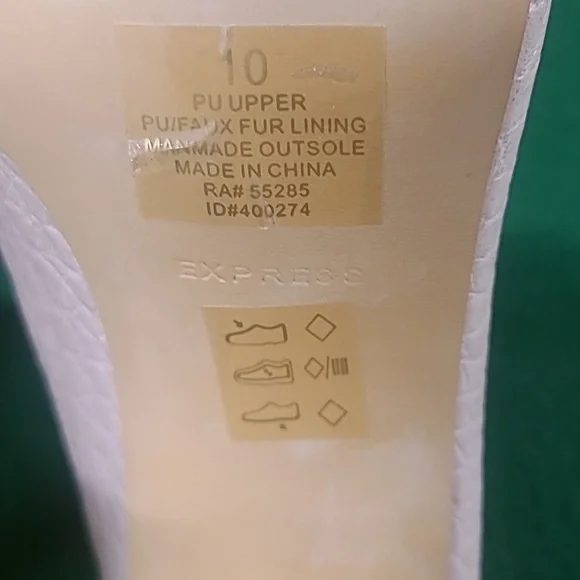 10
PU UPPER
PU/FAUX FUR LINING
MANMADE OUTSOLE
MADE IN CHINA
RA# 55285
ID#400274
EXPRESS